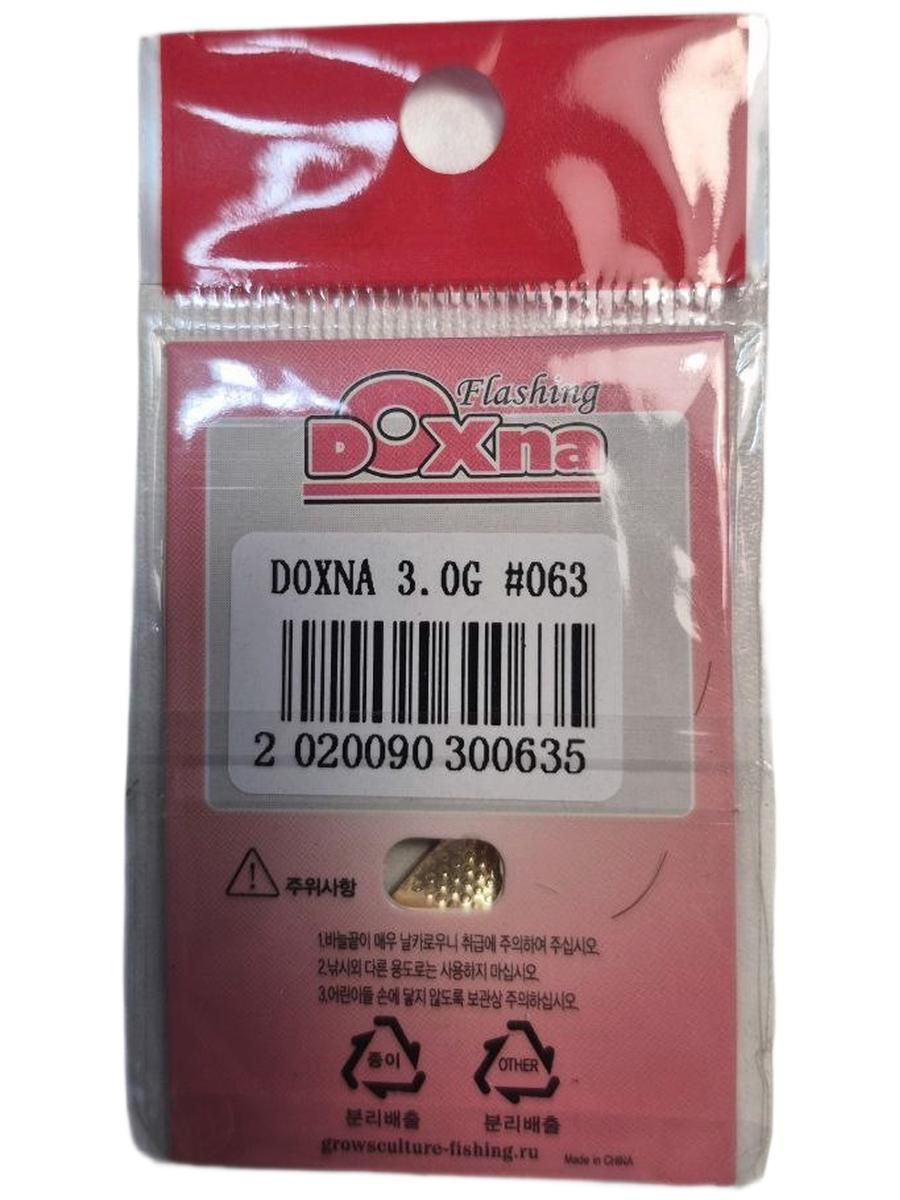 Flashing
DOXna
DOXNA 3.0G #063
2 020090 300635
주위사항
1.바늘끝이 매우 날카로우니 취급에 주의하여 주십시오.
2.낚시외 다른 용도로는 사용하지 마십시오.
3.어린이들 손에 닿지 않도록 보관상 주의하십시오.
종이 OTHER
분리배출 분리배출
growsculture-fishing.ru Made in CHINA